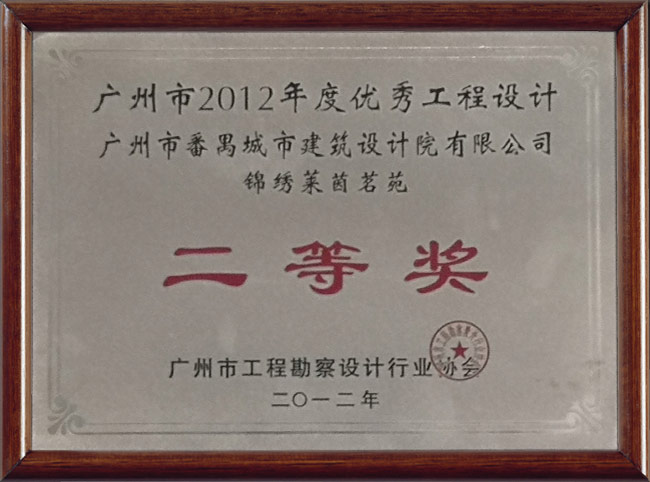 广州市2012年度优秀工程设计
广州市番禺城市建筑设计院有限公司
锦绣莱茵茗苑
二等奖
广州市工程勘察设计行业协会
二〇一二年